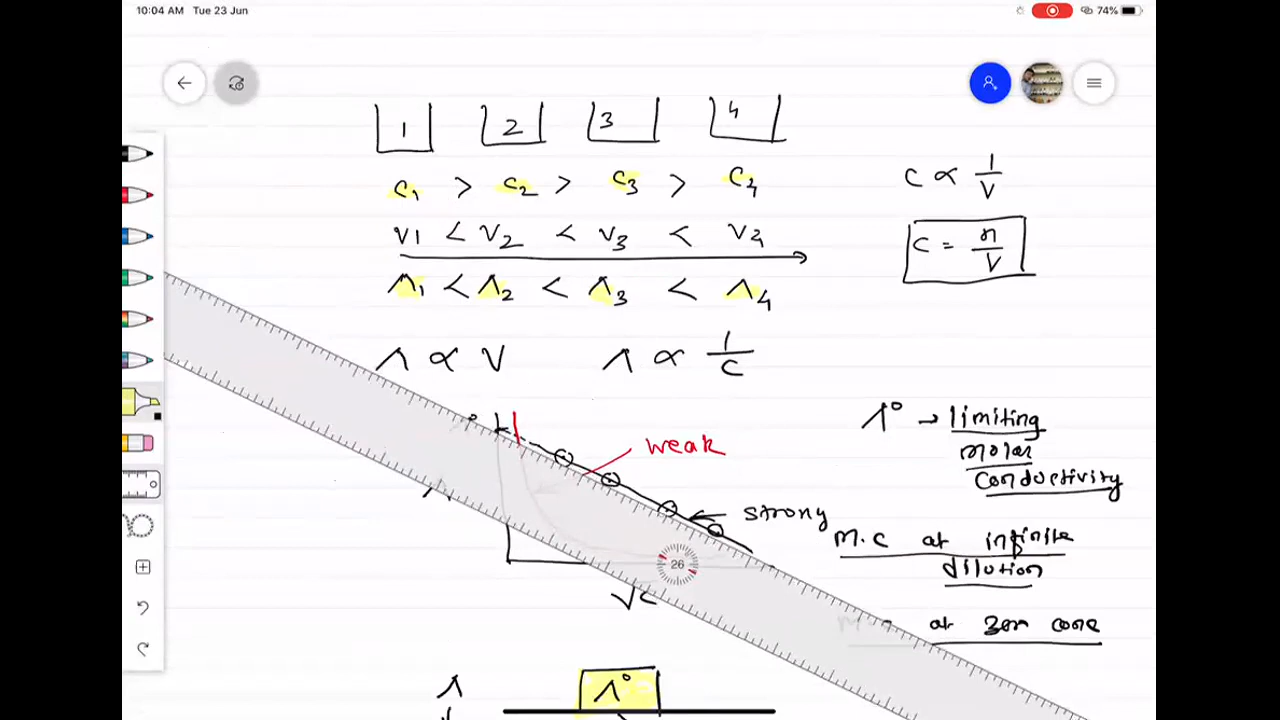 10:04 AM Tue 23 Jun
74%
1 2 3 4
C1 > C2 > C3 > C4
C ∝ 1/V
V1 < V2 < V3 < V4
C = n/V
Λ1 < Λ2 < Λ3 < Λ4
Λ ∝ V Λ ∝ 1/C
Λ° → limiting
molar
conductivity
weak
strong
M.C at infinite
dilution
√C
26
at zero conc
Λ
Λ°